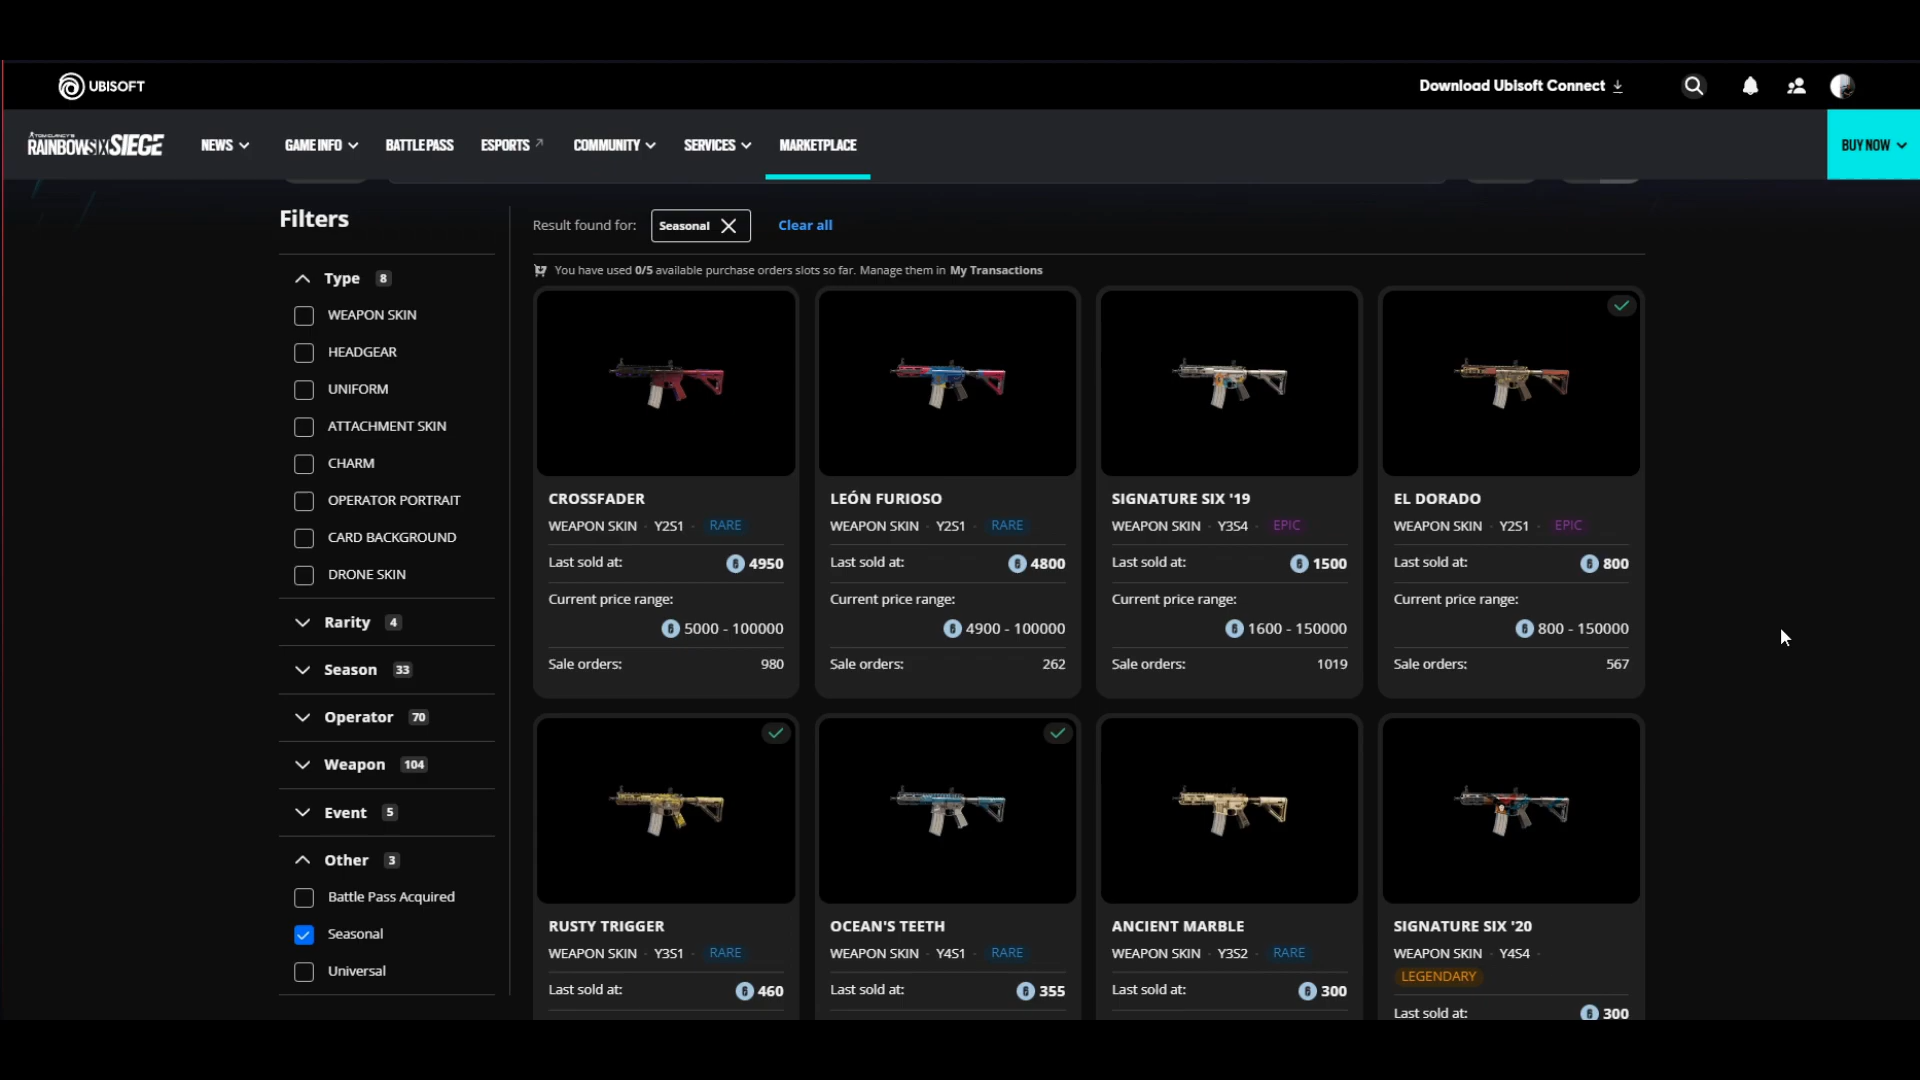 UBISOFT
Download Ubisoft Connect
TOM CLANCY'S
RAINBOWSIX SIEGE
NEWS
GAME INFO
BATTLE PASS
ESPORTS
COMMUNITY
SERVICES
MARKETPLACE
BUY NOW
Filters
Type 8
WEAPON SKIN
HEADGEAR
UNIFORM
ATTACHMENT SKIN
CHARM
OPERATOR PORTRAIT
CARD BACKGROUND
DRONE SKIN
Rarity 4
Season 33
Operator 70
Weapon 104
Event 5
Other 3
Battle Pass Acquired
Seasonal
Universal
Result found for: Seasonal Clear all
You have used 0/5 available purchase orders slots so far. Manage them in My Transactions
CROSSFADER
WEAPON SKIN · Y2S1 · RARE
Last sold at: 4950
Current price range:
5000 - 100000
Sale orders: 980
LEÓN FURIOSO
WEAPON SKIN · Y2S1 · RARE
Last sold at: 4800
Current price range:
4900 - 100000
Sale orders: 262
SIGNATURE SIX '19
WEAPON SKIN · Y3S4 · EPIC
Last sold at: 1500
Current price range:
1600 - 150000
Sale orders: 1019
EL DORADO
WEAPON SKIN · Y2S1 · EPIC
Last sold at: 800
Current price range:
800 - 150000
Sale orders: 567
RUSTY TRIGGER
WEAPON SKIN · Y3S1 · RARE
Last sold at: 460
OCEAN'S TEETH
WEAPON SKIN · Y4S1 · RARE
Last sold at: 355
ANCIENT MARBLE
WEAPON SKIN · Y3S2 · RARE
Last sold at: 300
SIGNATURE SIX '20
WEAPON SKIN · Y4S4 ·
LEGENDARY
Last sold at: 300